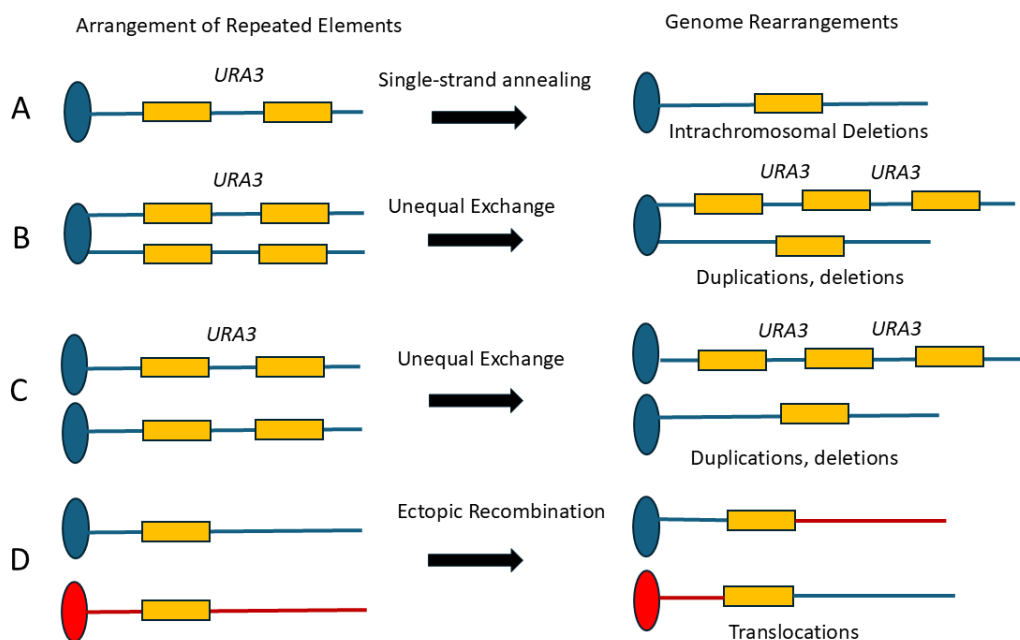 Arrangement of Repeated Elements
Genome Rearrangements
A
URA3
Single-strand annealing
Intrachromosomal Deletions
B
URA3
Unequal Exchange
URA3 URA3
Duplications, deletions
C
URA3
Unequal Exchange
URA3 URA3
Duplications, deletions
D
Ectopic Recombination
Translocations